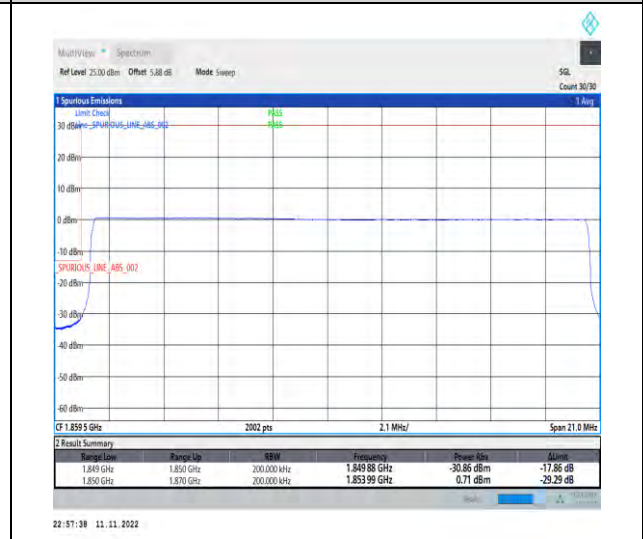 MultiView Spectrum
Ref Level 25.00 dBm Offset 5.88 dB Mode Sweep SGL
Count 30/30
1 Spurious Emissions 1 Avg
Limit Check PASS
30 dBm Line _SPURIOUS_LINE_ABS_002 PASS
20 dBm
10 dBm
0 dBm
-10 dBm
_SPURIOUS_LINE_ABS_002
-20 dBm
-30 dBm
-40 dBm
-50 dBm
-60 dBm
CF 1.859 5 GHz 2002 pts 2.1 MHz/ Span 21.0 MHz
2 Result Summary
Range Low Range Up RBW Frequency Power Abs ΔLimit
1.849 GHz 1.850 GHz 200.000 kHz 1.849 88 GHz -30.86 dBm -17.86 dB
1.850 GHz 1.870 GHz 200.000 kHz 1.853 99 GHz 0.71 dBm -29.29 dB
22:57:38 11.11.2022